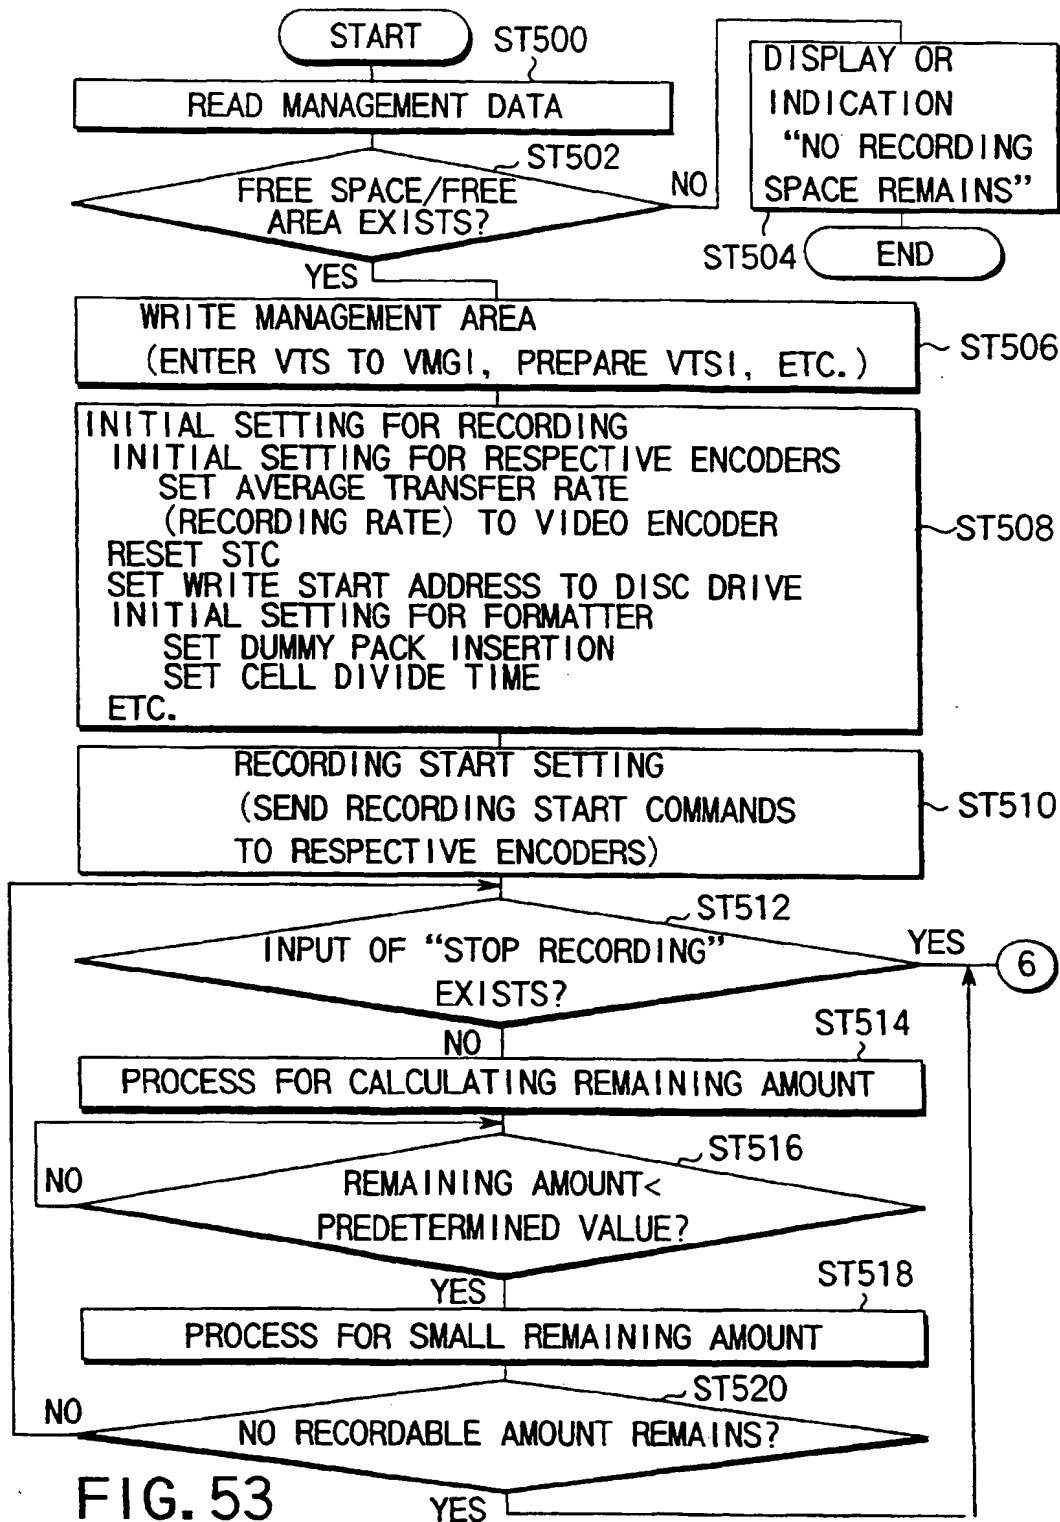 START
ST500
READ MANAGEMENT DATA
ST502
FREE SPACE/FREE
AREA EXISTS?
NO
DISPLAY OR
INDICATION
“NO RECORDING
SPACE REMAINS”
ST504
END
YES
WRITE MANAGEMENT AREA
(ENTER VTS TO VMGI, PREPARE VTSI, ETC.)
ST506
INITIAL SETTING FOR RECORDING
INITIAL SETTING FOR RESPECTIVE ENCODERS
SET AVERAGE TRANSFER RATE
(RECORDING RATE) TO VIDEO ENCODER
RESET STC
SET WRITE START ADDRESS TO DISC DRIVE
INITIAL SETTING FOR FORMATTER
SET DUMMY PACK INSERTION
SET CELL DIVIDE TIME
ETC.
ST508
RECORDING START SETTING
(SEND RECORDING START COMMANDS
TO RESPECTIVE ENCODERS)
ST510
ST512
INPUT OF “STOP RECORDING”
EXISTS?
YES
6
NO
ST514
PROCESS FOR CALCULATING REMAINING AMOUNT
ST516
NO
REMAINING AMOUNT<
PREDETERMINED VALUE?
YES
ST518
PROCESS FOR SMALL REMAINING AMOUNT
ST520
NO
NO RECORDABLE AMOUNT REMAINS?
YES
FIG. 53